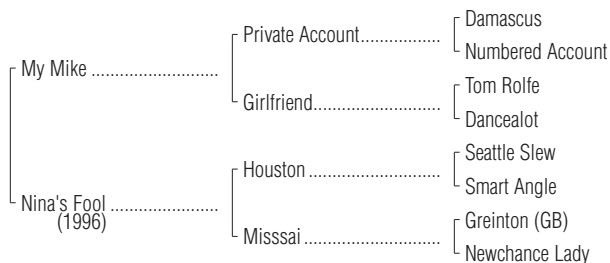 Damascus
Private Account....................
Numbered Account
My Mike ................................
Tom Rolfe
Girlfriend................................
Dancealot
Seattle Slew
Houston .................................
Smart Angle
Nina's Fool ...........................
(1996)
Greinton (GB)
Misssai ..................................
Newchance Lady